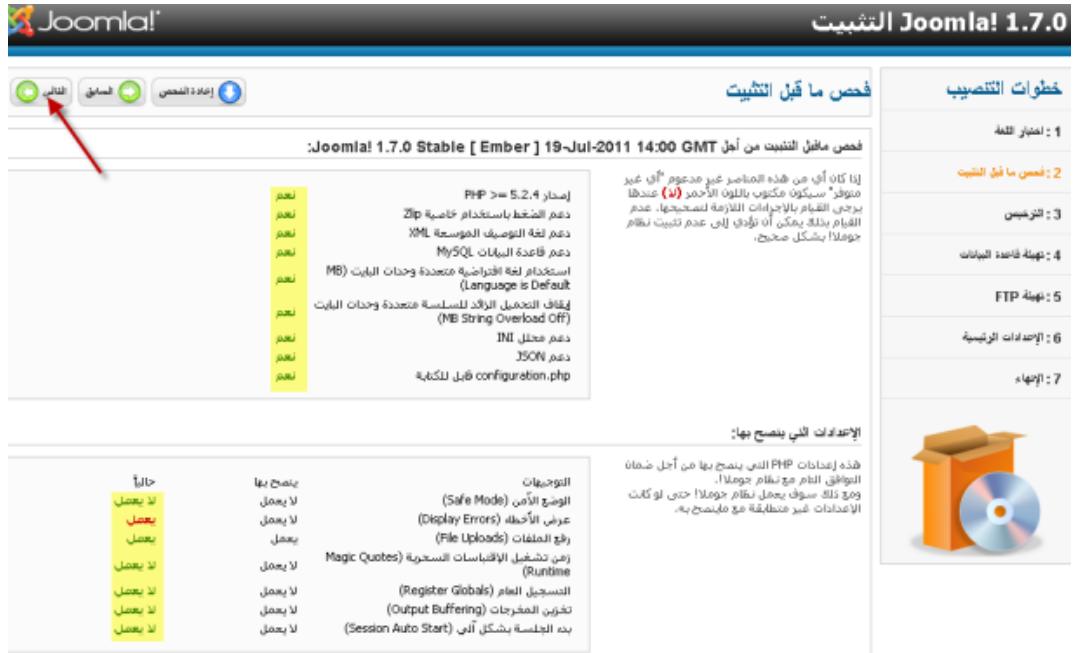 Joomla! 1.7.0 التثبيت
Joomla!
خطوات التنصيب
1 : اختيار اللغة
2 : فحص ما قبل التثبيت
3 : الترخيص
4 : تهيئة قاعدة البيانات
5 : تهيئة FTP
6 : الإعدادات الرئيسية
7 : الإنهاء
فحص ما قبل التثبيت
إعادة الفحص
السابق
التالي
فحص ماقبل التثبيت من أجل Joomla! 1.7.0 Stable [ Ember ] 19-Jul-2011 14:00 GMT:
إذا كان أي من هذه العناصر غير مدعوم "أي غير
متوفر" سيكون مكتوب باللون الأحمر (لا) عندها
يرجى القيام بالإجراءات اللازمة لتصحيحها. عدم
القيام بذلك يمكن أن تؤدي إلى عدم تثبيت نظام
جوملا! بشكل صحيح.
إصدار PHP >= 5.2.4 نعم
دعم الضغط باستخدام خاصية Zlib نعم
دعم لغة التوصيف الموسعة XML نعم
دعم قاعدة البيانات MySQL نعم
استخدام لغة افتراضية متعددة وحدات البايت (MB
Language is Default) نعم
إيقاف التحميل الزائد للسلسة متعددة وحدات البايت
(MB String Overload Off) نعم
دعم محلل INI نعم
دعم JSON نعم
configuration.php قابل للكتابة نعم
الإعدادات التي ينصح بها:
هذه إعدادات PHP التي ينصح بها من أجل ضمان
التوافق التام مع نظام جوملا!.
ومع ذلك سوف يعمل نظام جوملا! حتى لو كانت
الإعدادات غير متطابقة مع ماينصح به.
التوجيهات ينصح بها حالياً
الوضع الأمن (Safe Mode) لا يعمل لا يعمل
عرض الأخطاء (Display Errors) لا يعمل يعمل
رفع الملفات (File Uploads) يعمل يعمل
زمن تشغيل الإقتباسات السحرية (Magic Quotes
Runtime) لا يعمل لا يعمل
التسجيل العام (Register Globals) لا يعمل لا يعمل
تخزين المخرجات (Output Buffering) لا يعمل لا يعمل
بدء الجلسة بشكل آلي (Session Auto Start) لا يعمل لا يعمل